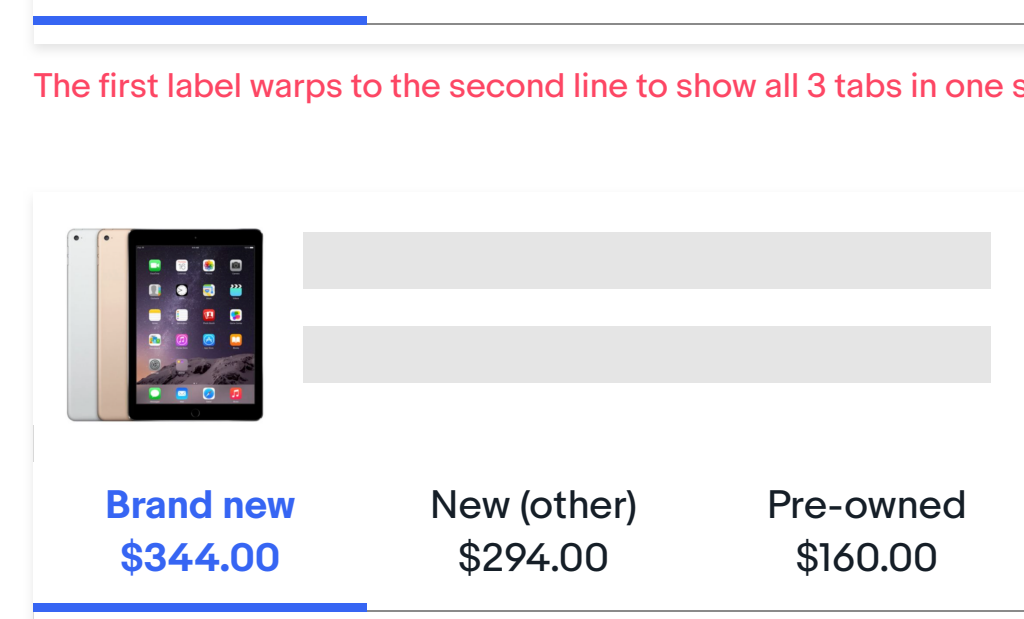 The first label warps to the second line to show all 3 tabs in one
Brand new
$344.00
New (other)
$294.00
Pre-owned
$160.00